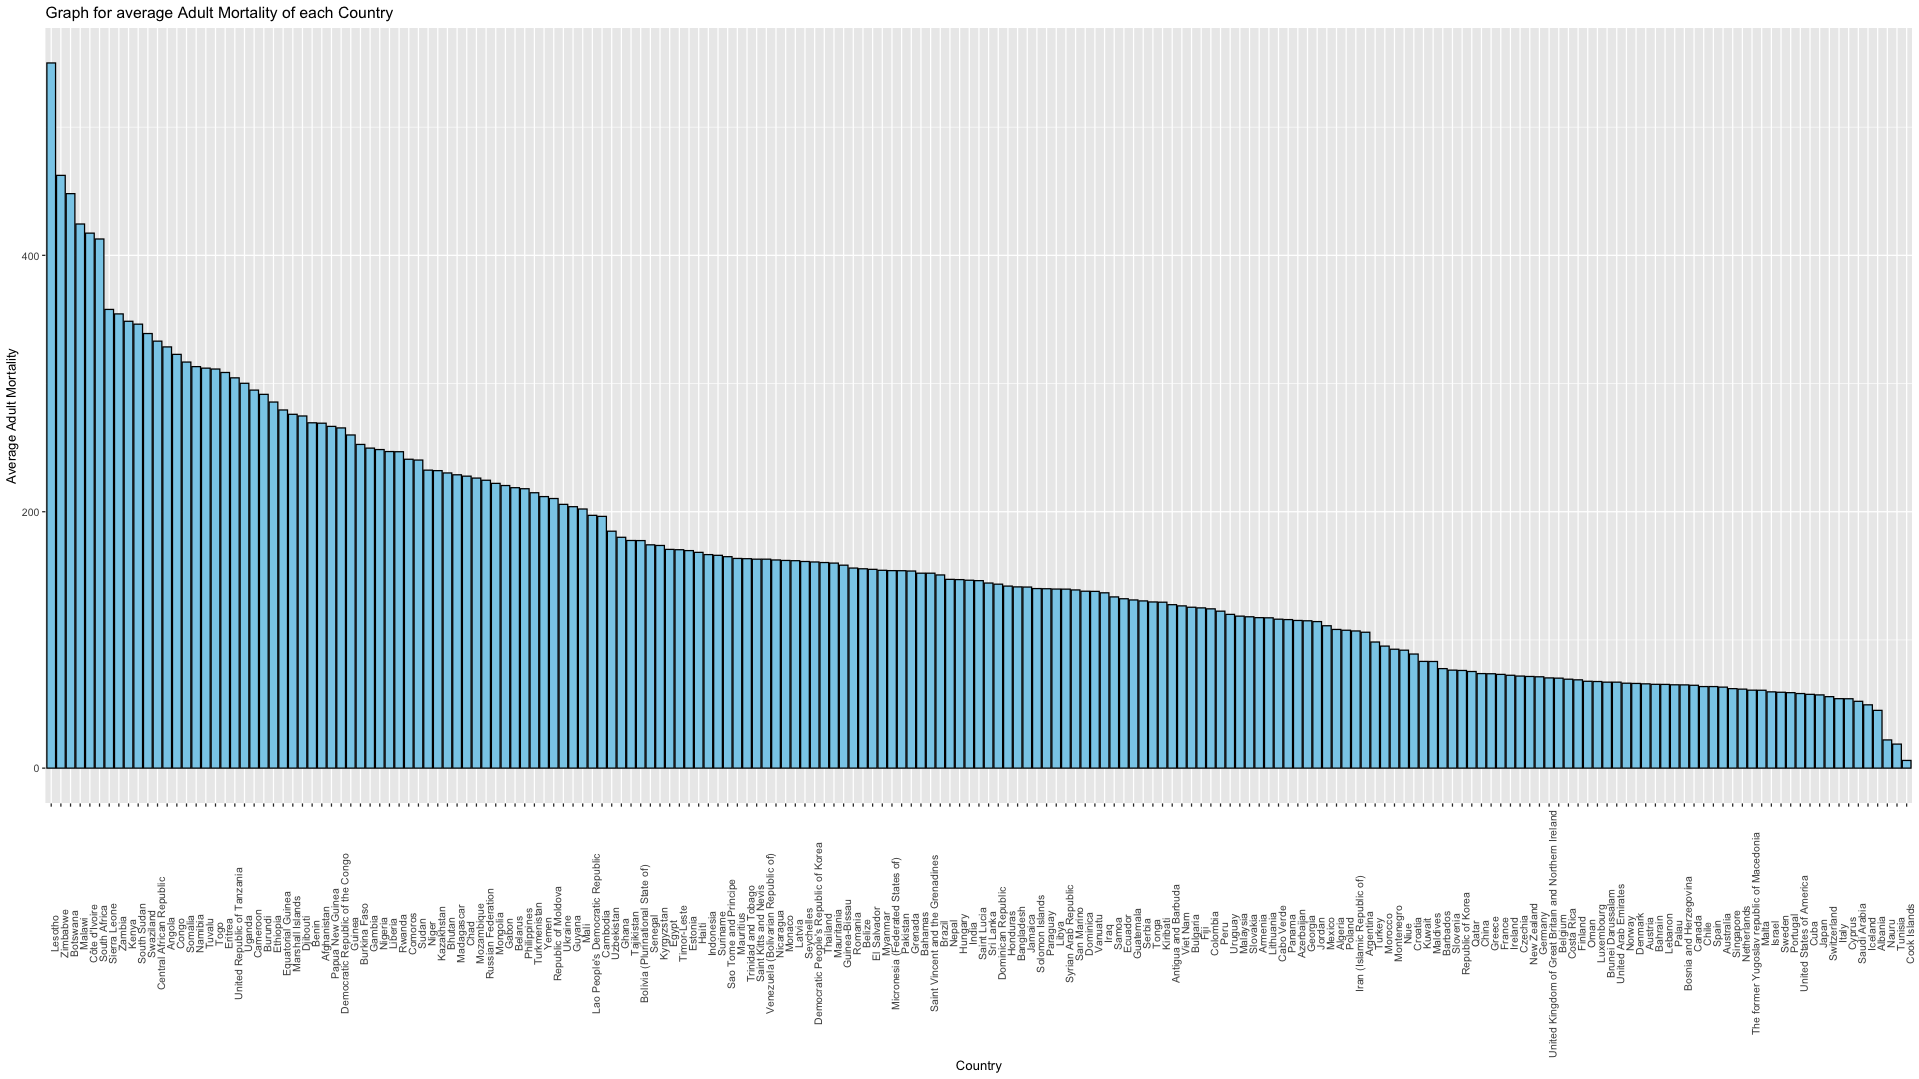 Graph for average Adult Mortality of each Country
Average Adult Mortality
400
200
0
Lesotho
Zimbabwe
Botswana
Malawi
Côte d'Ivoire
South Africa
Sierra Leone
Zambia
Kenya
South Sudan
Swaziland
Central African Republic
Angola
Congo
Somalia
Namibia
Tuvalu
Togo
Eritrea
United Republic of Tanzania
Uganda
Cameroon
Burundi
Ethiopia
Equatorial Guinea
Marshall Islands
Djibouti
Benin
Afghanistan
Papua New Guinea
Democratic Republic of the Congo
Guinea
Burkina Faso
Gambia
Nigeria
Liberia
Rwanda
Comoros
Sudan
Niger
Kazakhstan
Bhutan
Madagascar
Chad
Mozambique
Russian Federation
Mongolia
Gabon
Belarus
Philippines
Turkmenistan
Yemen
Republic of Moldova
Ukraine
Guyana
Mali
Lao People's Democratic Republic
Cambodia
Uzbekistan
Ghana
Tajikistan
Bolivia (Plurinational State of)
Senegal
Kyrgyzstan
Egypt
Timor-Leste
Estonia
Haiti
Indonesia
Suriname
Sao Tome and Principe
Mauritius
Trinidad and Tobago
Saint Kitts and Nevis
Venezuela (Bolivarian Republic of)
Nicaragua
Monaco
Latvia
Seychelles
Democratic People's Republic of Korea
Thailand
Mauritania
Guinea-Bissau
Romania
Belize
El Salvador
Myanmar
Micronesia (Federated States of)
Pakistan
Grenada
Bahamas
Saint Vincent and the Grenadines
Brazil
Nepal
Hungary
India
Saint Lucia
Sri Lanka
Dominican Republic
Honduras
Bangladesh
Jamaica
Solomon Islands
Paraguay
Libya
Syrian Arab Republic
San Marino
Dominica
Vanuatu
Iraq
Samoa
Ecuador
Guatemala
Serbia
Tonga
Kiribati
Antigua and Barbuda
Viet Nam
Bulgaria
Fiji
Colombia
Peru
Uruguay
Malaysia
Slovakia
Armenia
Lithuania
Cabo Verde
Panama
Azerbaijan
Georgia
Jordan
Mexico
Algeria
Poland
Iran (Islamic Republic of)
Argentina
Turkey
Morocco
Montenegro
Niue
Croatia
Kuwait
Maldives
Barbados
Slovenia
Republic of Korea
Qatar
China
Greece
France
Ireland
Czechia
New Zealand
Germany
United Kingdom of Great Britain and Northern Ireland
Belgium
Costa Rica
Finland
Oman
Luxembourg
Brunei Darussalam
United Arab Emirates
Norway
Denmark
Austria
Bahrain
Lebanon
Palau
Bosnia and Herzegovina
Canada
Chile
Spain
Australia
Singapore
Netherlands
The former Yugoslav republic of Macedonia
Malta
Israel
Sweden
Portugal
United States of America
Cuba
Japan
Switzerland
Italy
Cyprus
Saudi Arabia
Iceland
Albania
Nauru
Tunisia
Cook Islands
Country